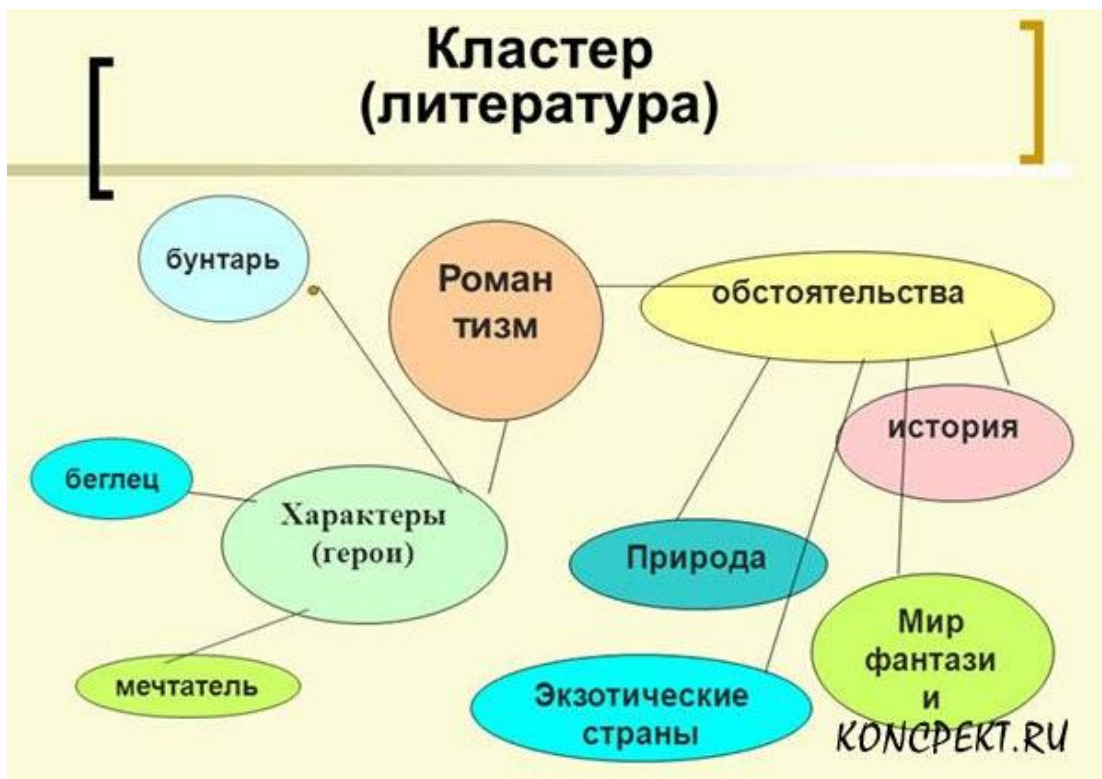 Кластер
(литература)
бунтарь
Роман
тизм
обстоятельства
история
беглец
Характеры
(герои)
Природа
Мир
фантази
и
мечтатель
Экзотические
страны
KONCPEKT.RU